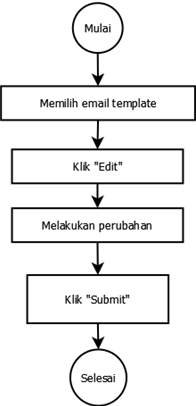 Mulai
Memilih email template
Klik "Edit"
Melakukan perubahan
Klik "Submit"
Selesai